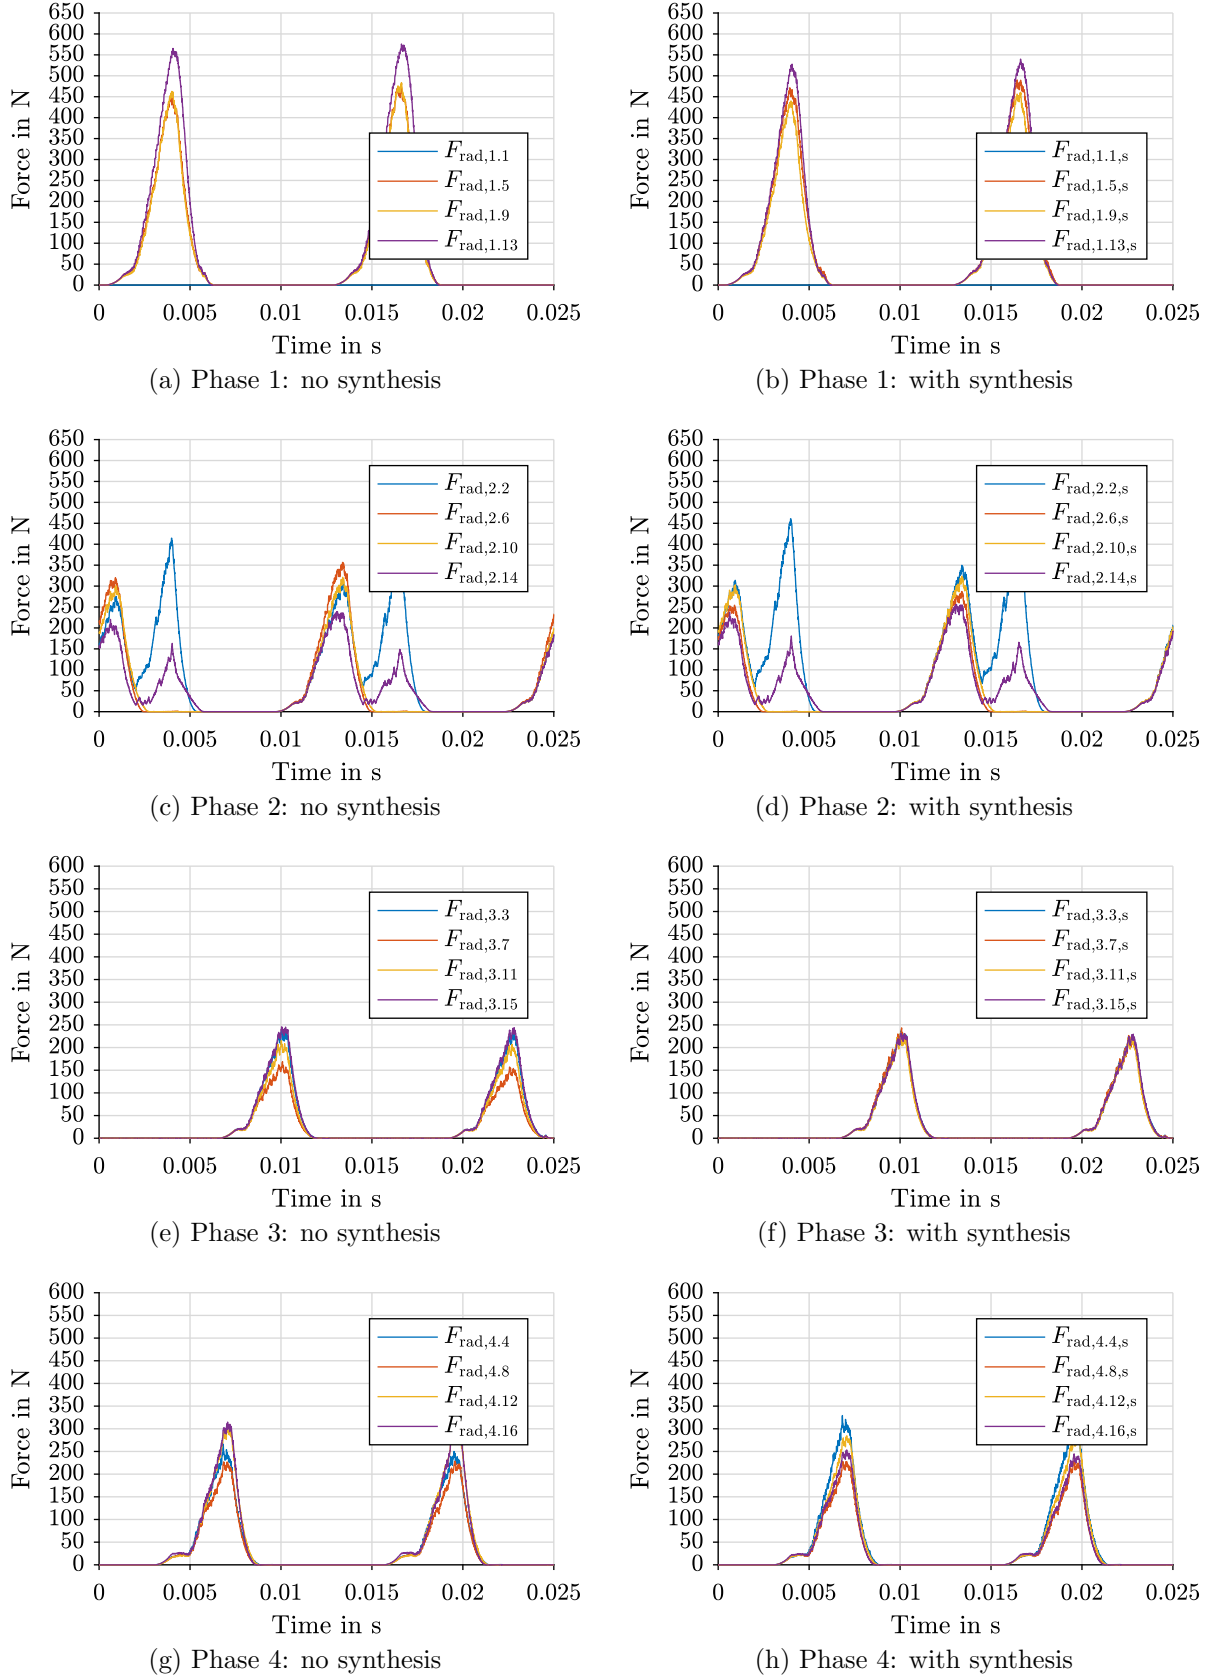 650
600
550
500
450
400
350
300
250
200
150
100
50
0
Force in N
F_rad,1.1
F_rad,1.5
F_rad,1.9
F_rad,1.13
0 0.005 0.01 0.015 0.02 0.025
Time in s
(a) Phase 1: no synthesis
650
600
550
500
450
400
350
300
250
200
150
100
50
0
Force in N
F_rad,1.1,s
F_rad,1.5,s
F_rad,1.9,s
F_rad,1.13,s
0 0.005 0.01 0.015 0.02 0.025
Time in s
(b) Phase 1: with synthesis
650
600
550
500
450
400
350
300
250
200
150
100
50
0
Force in N
F_rad,2.2
F_rad,2.6
F_rad,2.10
F_rad,2.14
0 0.005 0.01 0.015 0.02 0.025
Time in s
(c) Phase 2: no synthesis
650
600
550
500
450
400
350
300
250
200
150
100
50
0
Force in N
F_rad,2.2,s
F_rad,2.6,s
F_rad,2.10,s
F_rad,2.14,s
0 0.005 0.01 0.015 0.02 0.025
Time in s
(d) Phase 2: with synthesis
600
550
500
450
400
350
300
250
200
150
100
50
0
Force in N
F_rad,3.3
F_rad,3.7
F_rad,3.11
F_rad,3.15
0 0.005 0.01 0.015 0.02 0.025
Time in s
(e) Phase 3: no synthesis
600
550
500
450
400
350
300
250
200
150
100
50
0
Force in N
F_rad,3.3,s
F_rad,3.7,s
F_rad,3.11,s
F_rad,3.15,s
0 0.005 0.01 0.015 0.02 0.025
Time in s
(f) Phase 3: with synthesis
600
550
500
450
400
350
300
250
200
150
100
50
0
Force in N
F_rad,4.4
F_rad,4.8
F_rad,4.12
F_rad,4.16
0 0.005 0.01 0.015 0.02 0.025
Time in s
(g) Phase 4: no synthesis
600
550
500
450
400
350
300
250
200
150
100
50
0
Force in N
F_rad,4.4,s
F_rad,4.8,s
F_rad,4.12,s
F_rad,4.16,s
0 0.005 0.01 0.015 0.02 0.025
Time in s
(h) Phase 4: with synthesis